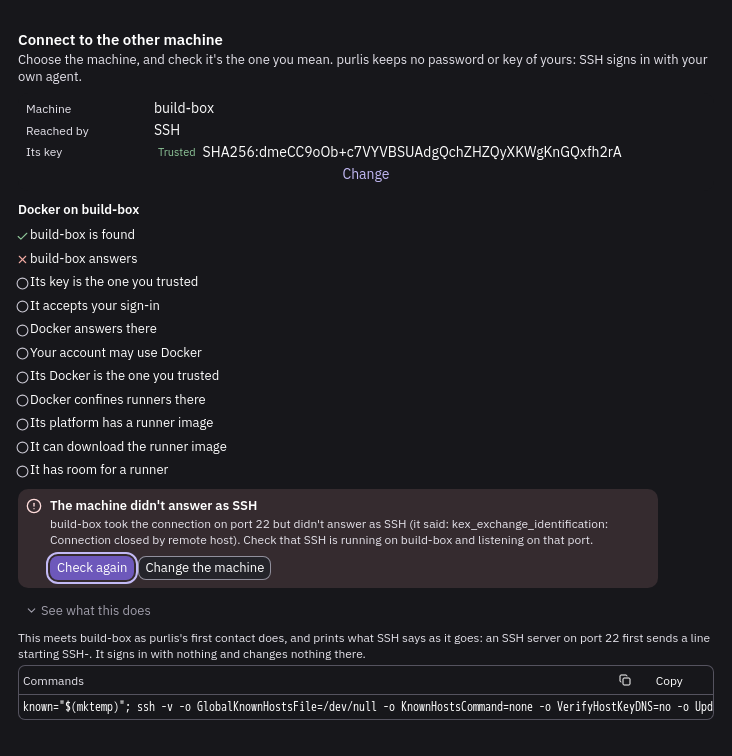 Connect to the other machine
Choose the machine, and check it's the one you mean. purlis keeps no password or key of yours: SSH signs in with your
own agent.
Machine build-box
Reached by SSH
Its key Trusted SHA256:dmeCC9oOb+c7VYVBSUAdgQchZHZQyXKWgKnGQxfh2rA
Change
Docker on build-box
build-box is found
build-box answers
Its key is the one you trusted
It accepts your sign-in
Docker answers there
Your account may use Docker
Its Docker is the one you trusted
Docker confines runners there
Its platform has a runner image
It can download the runner image
It has room for a runner
The machine didn't answer as SSH
build-box took the connection on port 22 but didn't answer as SSH (it said: kex_exchange_identification:
Connection closed by remote host). Check that SSH is running on build-box and listening on that port.
Check again Change the machine
See what this does
This meets build-box as purlis's first contact does, and prints what SSH says as it goes: an SSH server on port 22 first sends a line
starting SSH-. It signs in with nothing and changes nothing there.
Commands Copy
known="$(mktemp)"; ssh -v -o GlobalKnownHostsFile=/dev/null -o KnownHostsCommand=none -o VerifyHostKeyDNS=no -o Upd